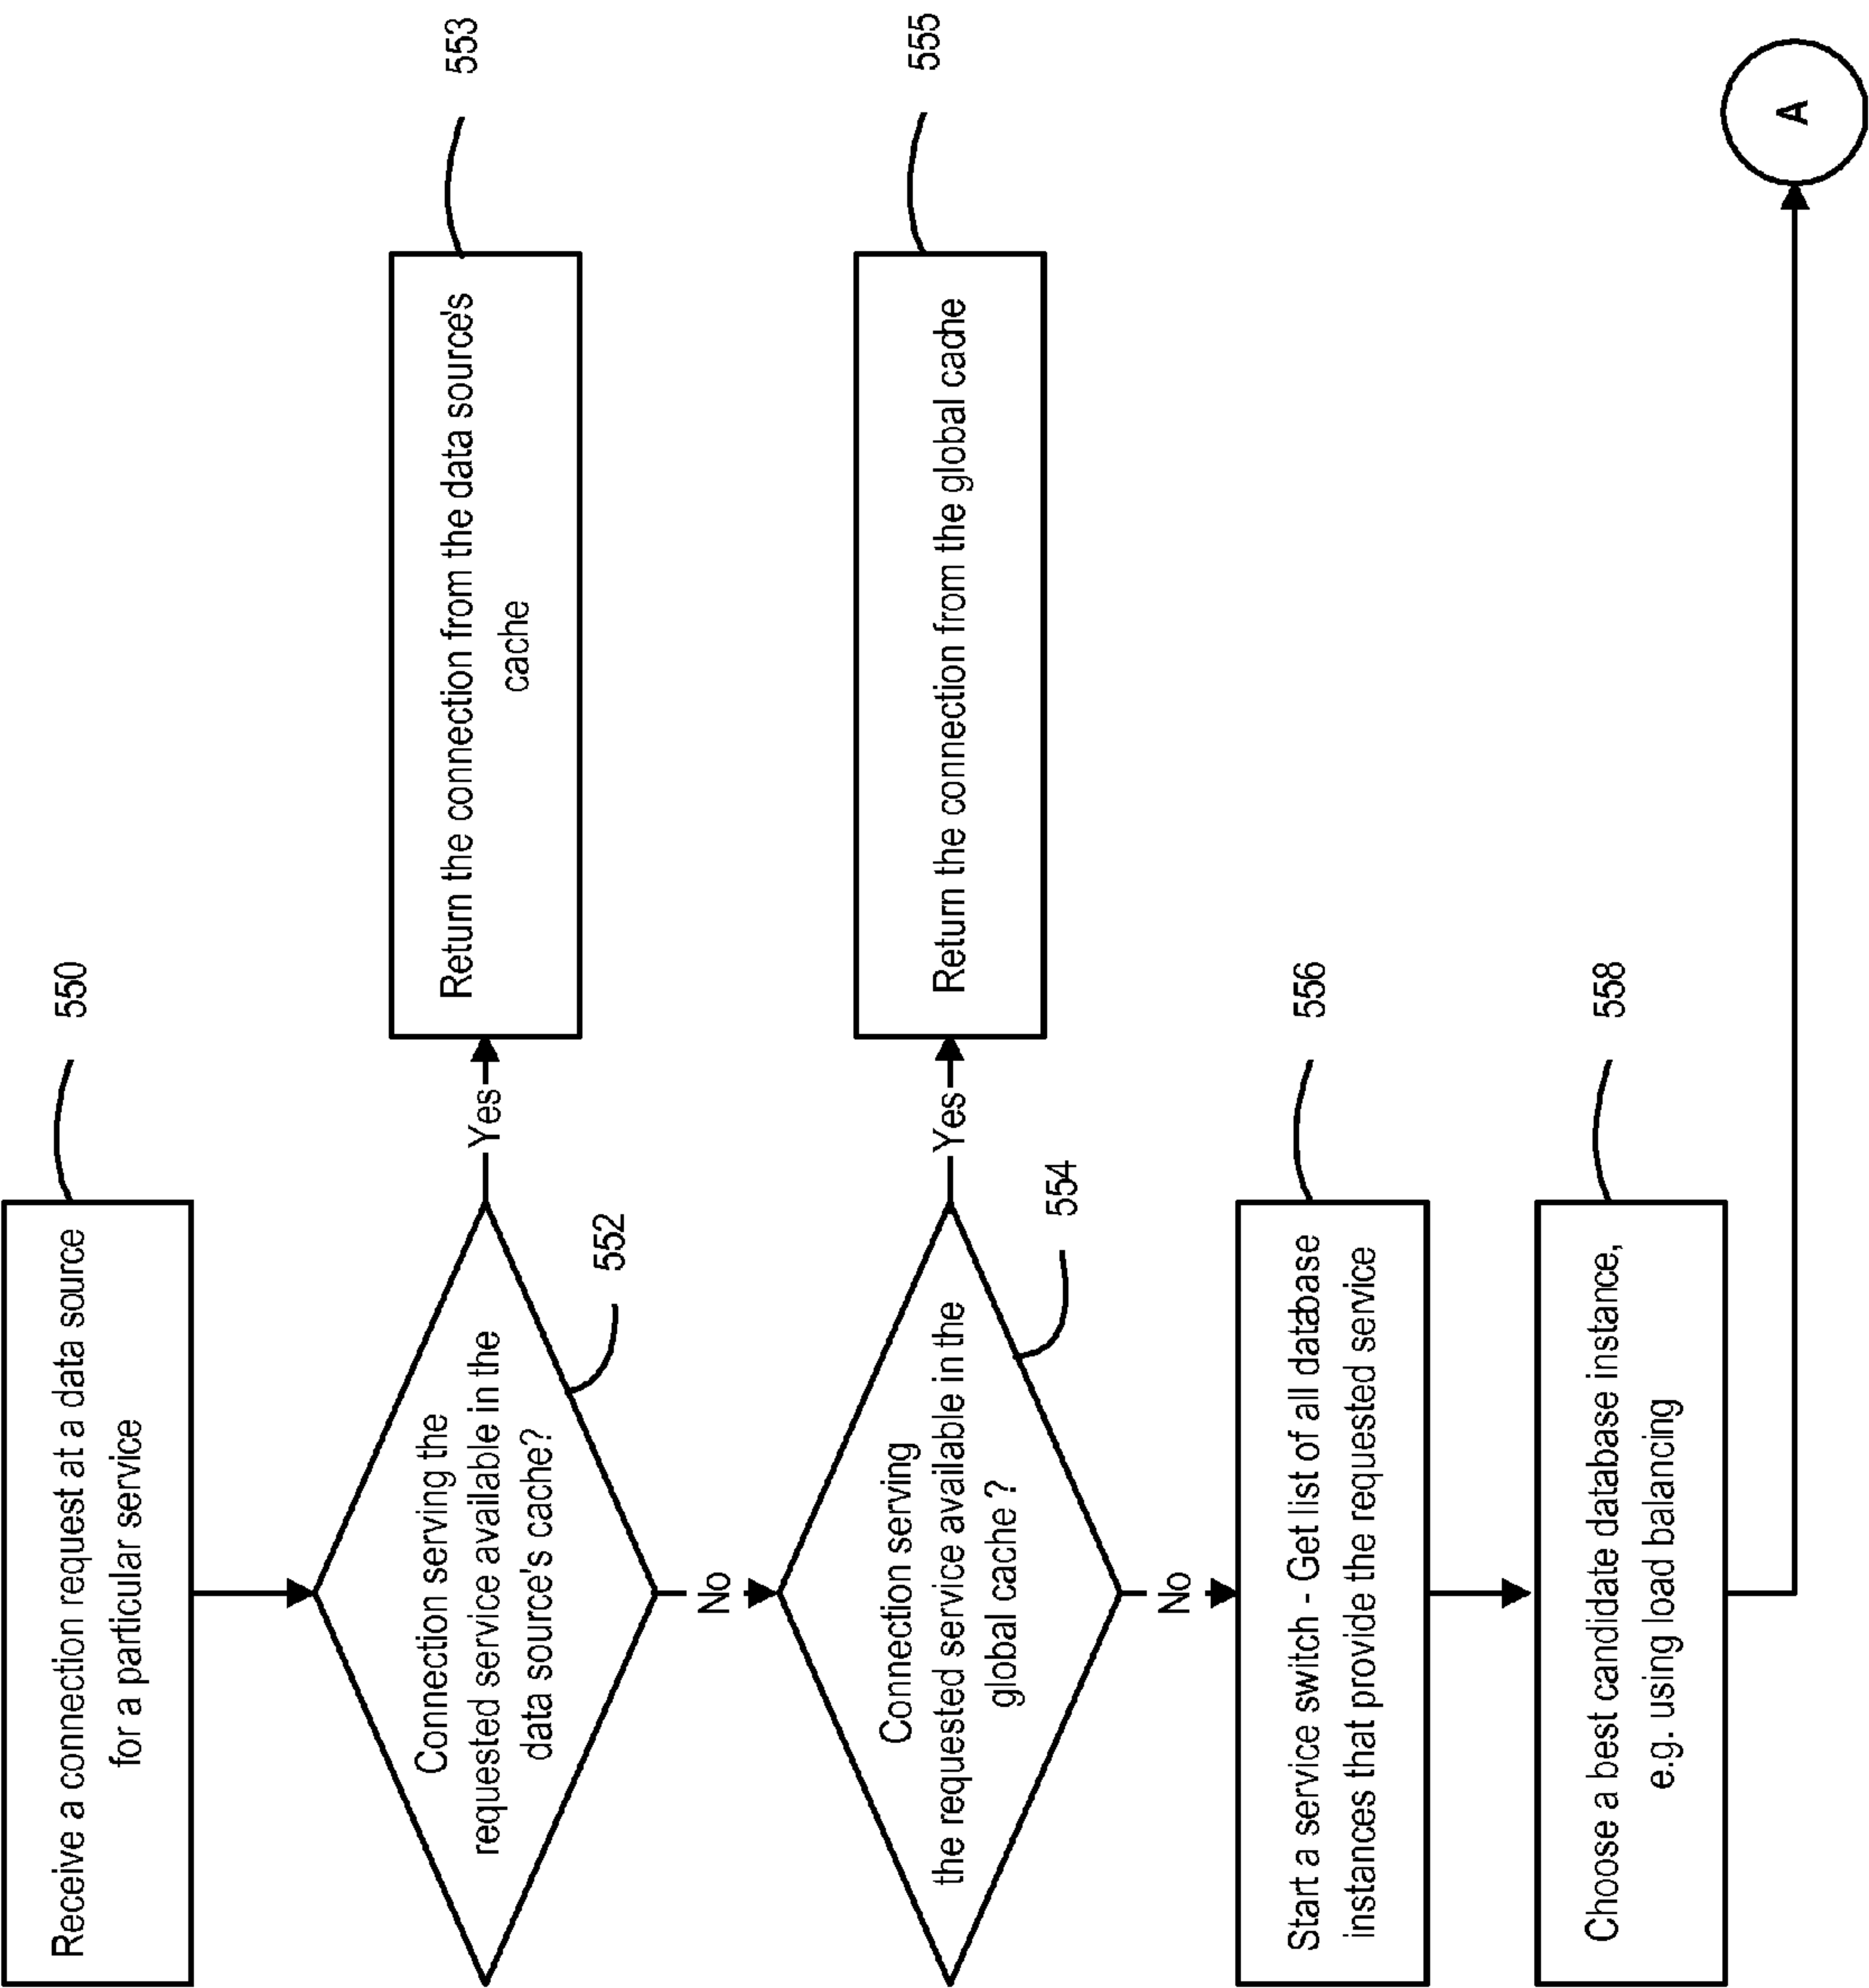 Receive a connection request at a data source
for a particular service
550
Connection serving the
requested service available in the
data source's cache?
552
Yes
Return the connection from the data source's
cache
553
No
Connection serving
the requested service available in the
global cache ?
554
Yes
Return the connection from the global cache
555
No
Start a service switch - Get list of all database
instances that provide the requested service
556
Choose a best candidate database instance,
e.g. using load balancing
558
A